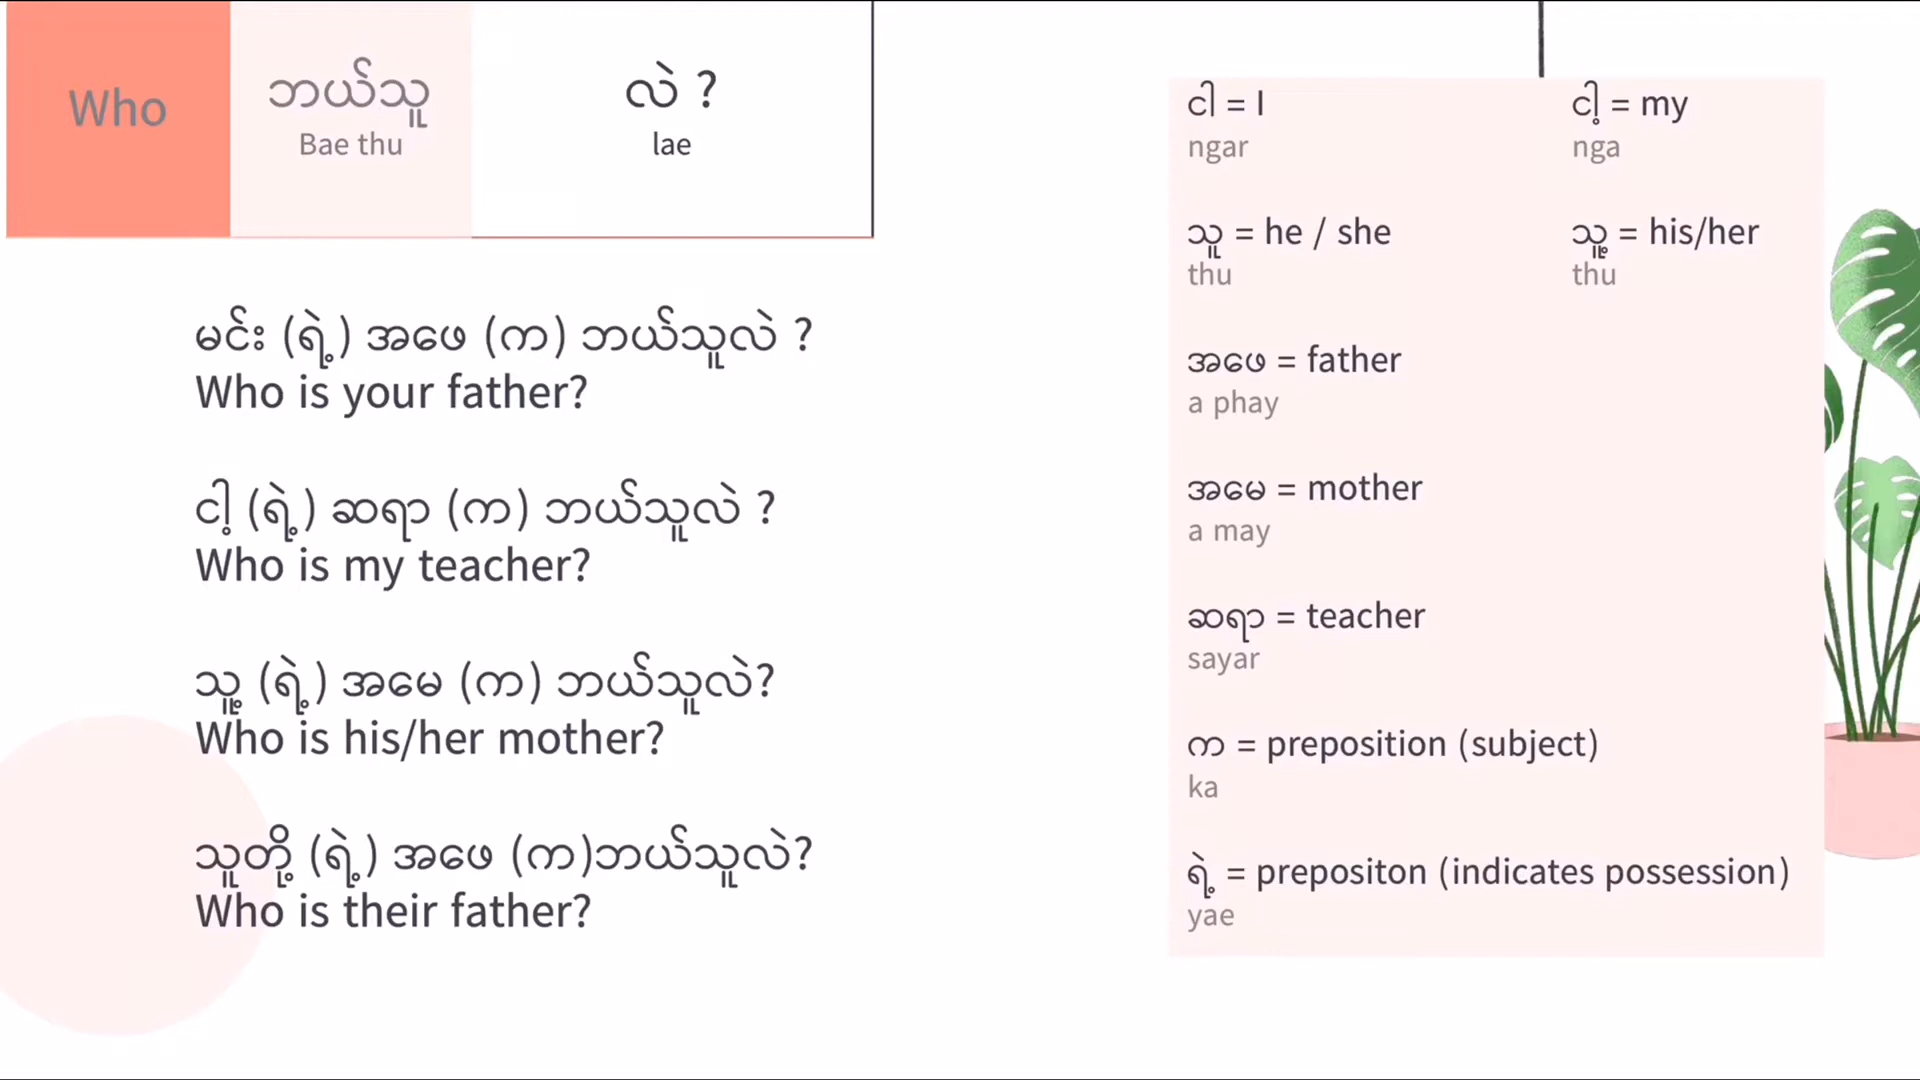 Who
ဘယ်သူ
Bae thu
လဲ ?
lae
မင်း (ရဲ့) အဖေ (က) ဘယ်သူလဲ ?
Who is your father?
ငါ့ (ရဲ့) ဆရာ (က) ဘယ်သူလဲ ?
Who is my teacher?
သူ့ (ရဲ့) အမေ (က) ဘယ်သူလဲ?
Who is his/her mother?
သူတို့ (ရဲ့) အဖေ (က)ဘယ်သူလဲ?
Who is their father?
ငါ = I
ngar
ငါ့ = my
nga
သူ = he / she
thu
သူ့ = his/her
thu
အဖေ = father
a phay
အမေ = mother
a may
ဆရာ = teacher
sayar
က = preposition (subject)
ka
ရဲ့ = prepositon (indicates possession)
yae